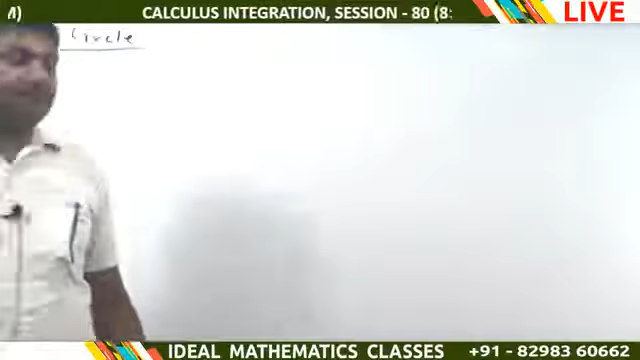 M)
CALCULUS INTEGRATION, SESSION - 80 (8:
LIVE
Circle
IDEAL MATHEMATICS CLASSES
+91 - 82983 60662